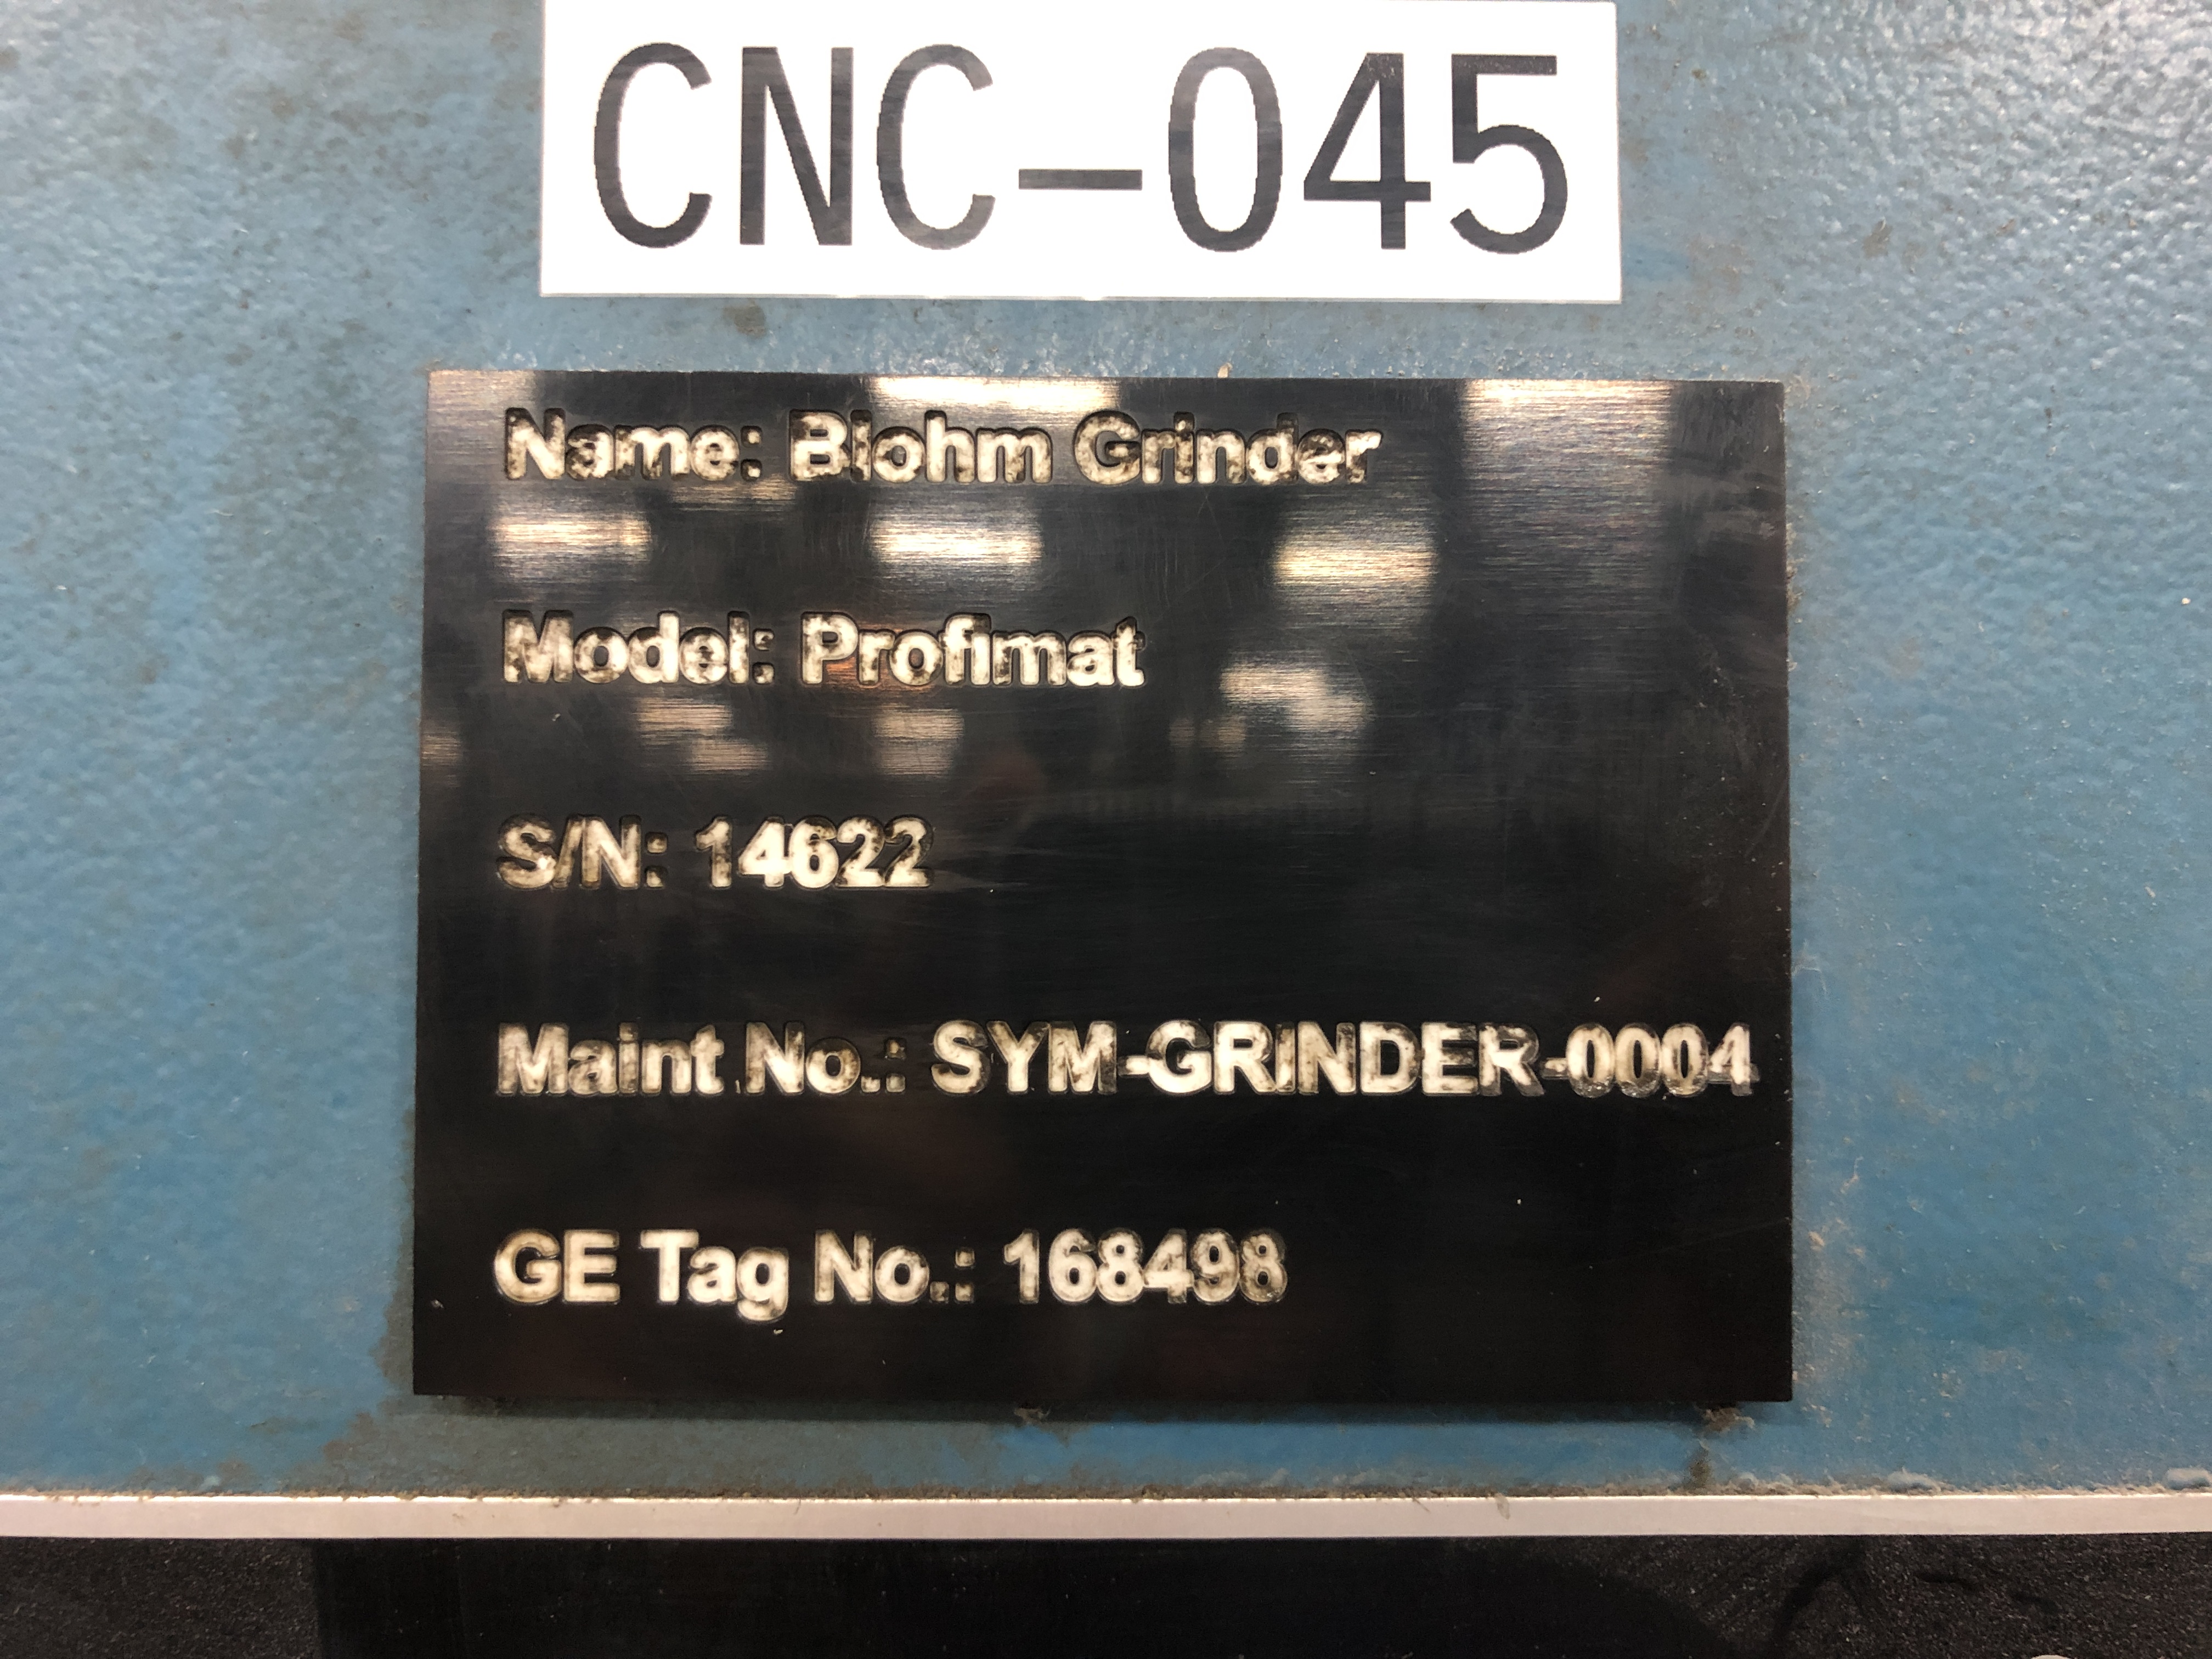 CNC-045
Name: Blohm Grinder
Model: Profimat
S/N: 14622
Maint No.: SYM-GRINDER-0004
GE Tag No.: 168498